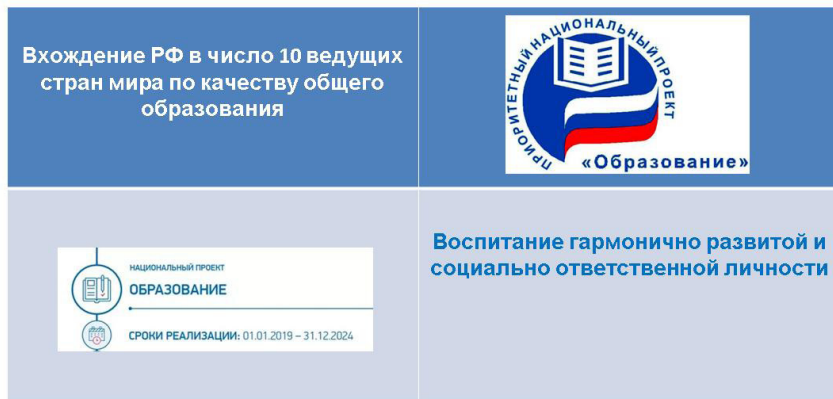 Вхождение РФ в число 10 ведущих
стран мира по качеству общего
образования
ПРИОРИТЕТНЫЙ НАЦИОНАЛЬНЫЙ ПРОЕКТ
«Образование»
НАЦИОНАЛЬНЫЙ ПРОЕКТ
ОБРАЗОВАНИЕ
СРОКИ РЕАЛИЗАЦИИ: 01.01.2019 – 31.12.2024
Воспитание гармонично развитой и
социально ответственной личности